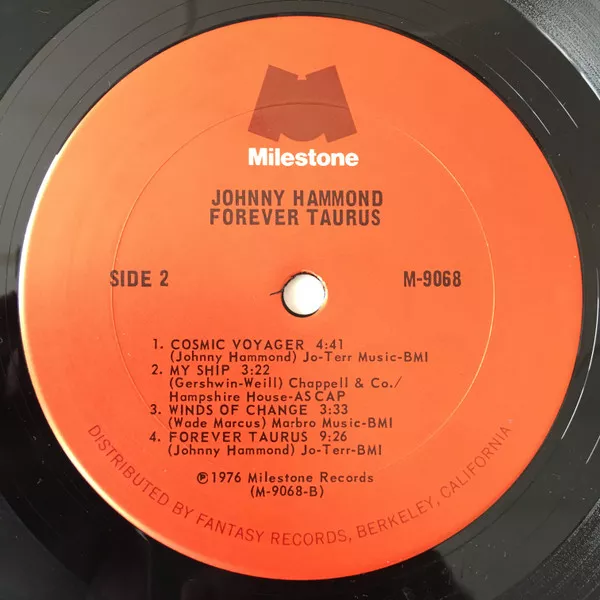 Milestone
JOHNNY HAMMOND
FOREVER TAURUS
SIDE 2
M-9068
1. COSMIC VOYAGER 4:41
(Johnny Hammond) Jo-Terr Music-BMI
2. MY SHIP 3:22
(Gershwin-Weill) Chappell & Co./
Hampshire House-ASCAP
3. WINDS OF CHANGE 3:33
(Wade Marcus) Marbro Music-BMI
4. FOREVER TAURUS 9:26
(Johnny Hammond) Jo-Terr-BMI
℗1976 Milestone Records
(M-9068-B)
DISTRIBUTED BY FANTASY RECORDS, BERKELEY, CALIFORNIA